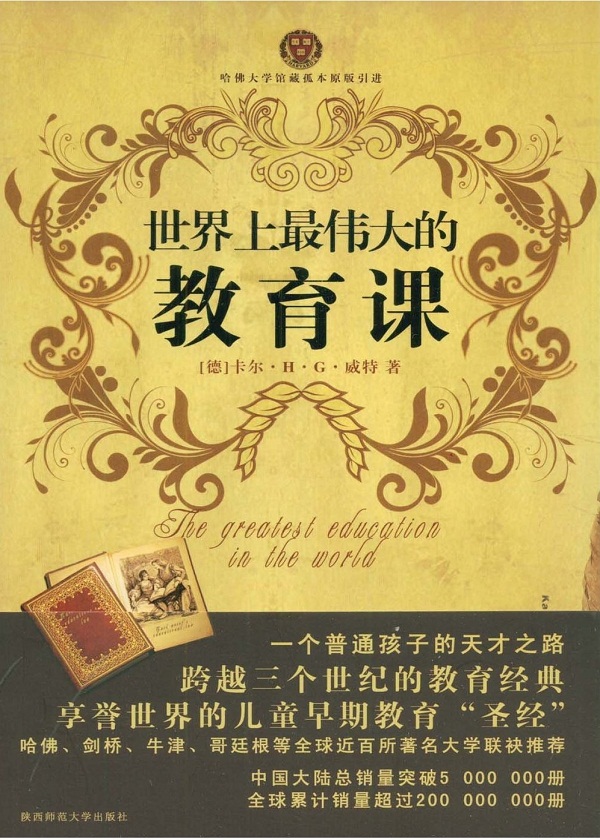 哈佛大学馆藏孤本原版引进
世界上最伟大的
教育课
[德]卡尔·H·G·威特 著
The greatest education
in the world
Ka
一个普通孩子的天才之路
跨越三个世纪的教育经典
享誉世界的儿童早期教育“圣经”
哈佛、剑桥、牛津、哥廷根等全球近百所著名大学联袂推荐
中国大陆总销量突破5 000 000册
全球累计销量超过200 000 000册
陕西师范大学出版社